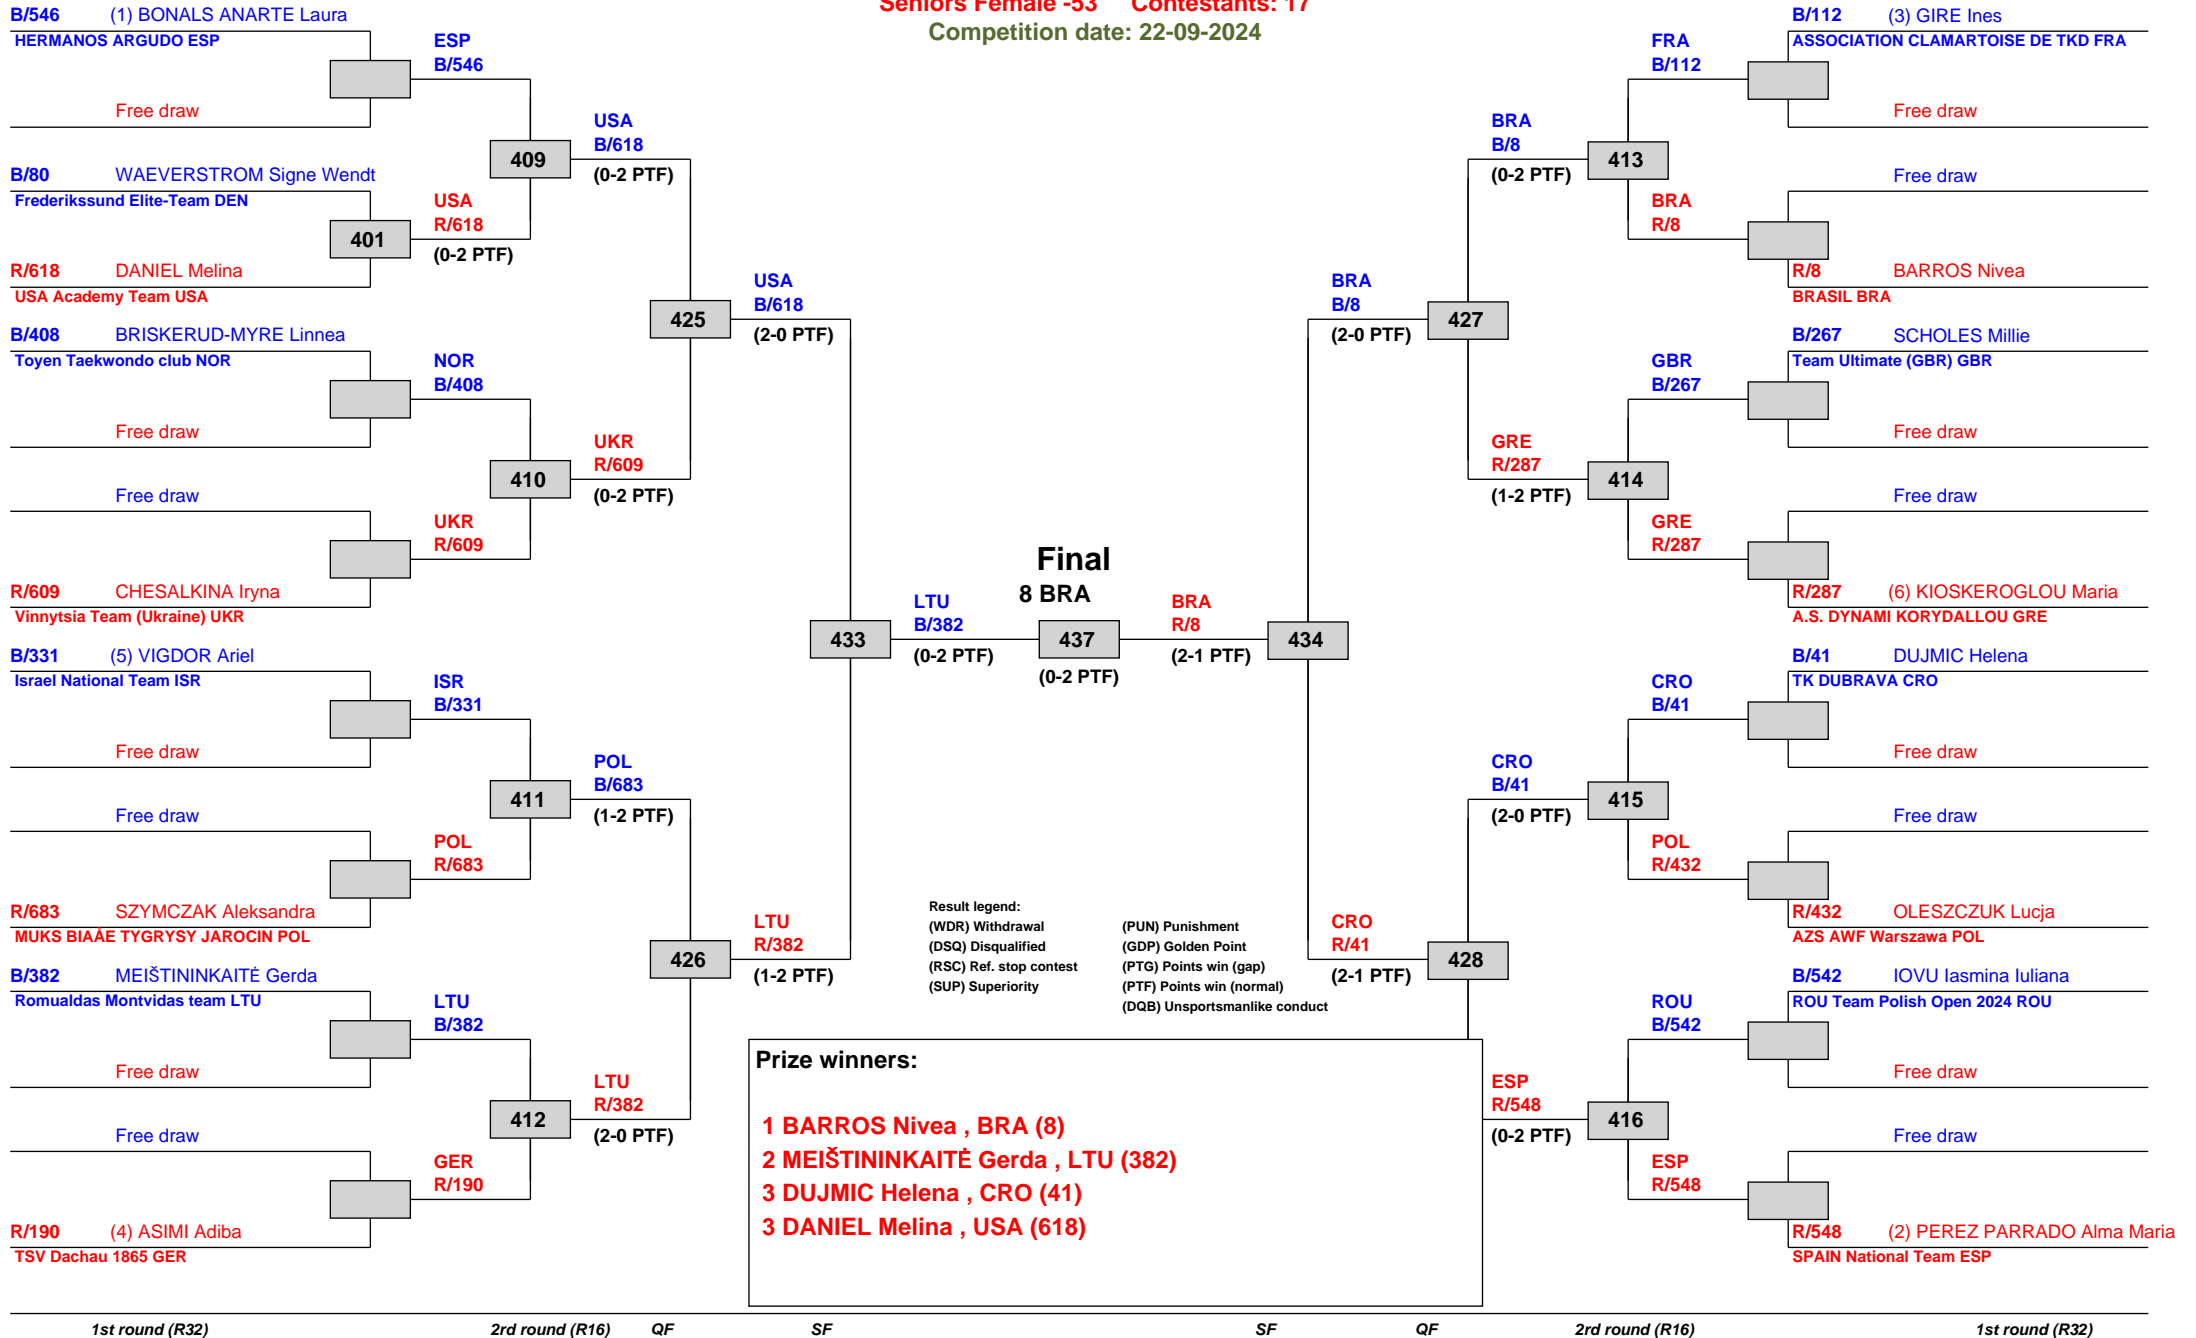 Seniors Female -53 Contestants: 17
Competition date: 22-09-2024
B/546 (1) BONALS ANARTE Laura
HERMANOS ARGUDO ESP
Free draw
B/80 WAEVERSTROM Signe Wendt
Frederikssund Elite-Team DEN
401
R/618 DANIEL Melina
USA Academy Team USA
B/408 BRISKERUD-MYRE Linnea
Toyen Taekwondo club NOR
Free draw
Free draw
R/609 CHESALKINA Iryna
Vinnytsia Team (Ukraine) UKR
B/331 (5) VIGDOR Ariel
Israel National Team ISR
Free draw
Free draw
R/683 SZYMCZAK Aleksandra
MUKS BIAÅE TYGRYSY JAROCIN POL
B/382 MEIŠTININKAITĖ Gerda
Romualdas Montvidas team LTU
Free draw
Free draw
R/190 (4) ASIMI Adiba
TSV Dachau 1865 GER
ESP
B/546
409
USA
R/618
(0-2 PTF)
NOR
B/408
410
UKR
R/609
ISR
B/331
411
POL
R/683
LTU
B/382
412
GER
R/190
USA
B/618
(0-2 PTF)
425
UKR
R/609
(0-2 PTF)
POL
B/683
(1-2 PTF)
426
LTU
R/382
(2-0 PTF)
USA
B/618
(2-0 PTF)
433
LTU
R/382
(1-2 PTF)
LTU
B/382
(0-2 PTF)
Final
8 BRA
437
(0-2 PTF)
BRA
R/8
(2-1 PTF)
434
BRA
B/8
(2-0 PTF)
427
CRO
R/41
(2-1 PTF)
428
BRA
B/8
(0-2 PTF)
413
GRE
R/287
(1-2 PTF)
414
CRO
B/41
(2-0 PTF)
415
ESP
R/548
(0-2 PTF)
416
FRA
B/112
BRA
R/8
GBR
B/267
GRE
R/287
CRO
B/41
POL
R/432
ROU
B/542
ESP
R/548
B/112 (3) GIRE Ines
ASSOCIATION CLAMARTOISE DE TKD FRA
Free draw
Free draw
R/8 BARROS Nivea
BRASIL BRA
B/267 SCHOLES Millie
Team Ultimate (GBR) GBR
Free draw
Free draw
R/287 (6) KIOSKEROGLOU Maria
A.S. DYNAMI KORYDALLOU GRE
B/41 DUJMIC Helena
TK DUBRAVA CRO
Free draw
Free draw
R/432 OLESZCZUK Lucja
AZS AWF Warszawa POL
B/542 IOVU Iasmina Iuliana
ROU Team Polish Open 2024 ROU
Free draw
Free draw
R/548 (2) PEREZ PARRADO Alma Maria
SPAIN National Team ESP
Result legend:
(WDR) Withdrawal (PUN) Punishment
(DSQ) Disqualified (GDP) Golden Point
(RSC) Ref. stop contest (PTG) Points win (gap)
(SUP) Superiority (PTF) Points win (normal)
(DQB) Unsportsmanlike conduct
Prize winners:
1 BARROS Nivea , BRA (8)
2 MEIŠTININKAITĖ Gerda , LTU (382)
3 DUJMIC Helena , CRO (41)
3 DANIEL Melina , USA (618)
1st round (R32) 2rd round (R16) QF SF SF QF 2rd round (R16) 1st round (R32)